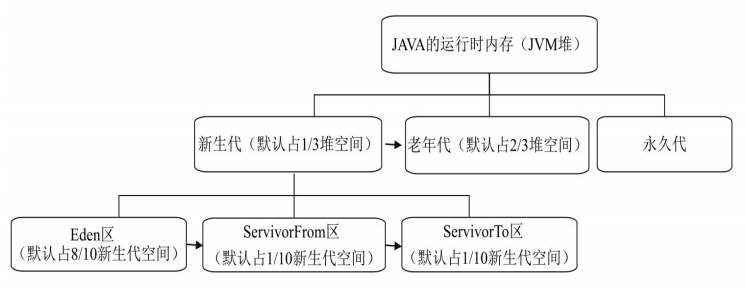 JAVA的运行时内存（JVM堆）
新生代（默认占1/3堆空间）
老年代（默认占2/3堆空间）
永久代
Eden区
（默认占8/10新生代空间）
ServivorFrom区
（默认占1/10新生代空间）
ServivorTo区
（默认占1/10新生代空间）